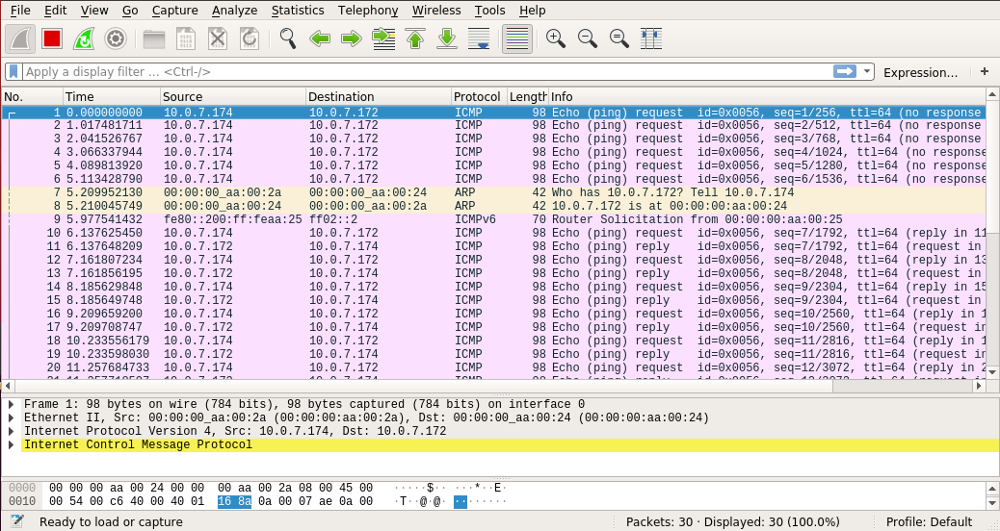 File Edit View Go Capture Analyze Statistics Telephony Wireless Tools Help
Apply a display filter ... <Ctrl-/> Expression... +
No. Time Source Destination Protocol Length Info
1 0.000000000 10.0.7.174 10.0.7.172 ICMP 98 Echo (ping) request id=0x0056, seq=1/256, ttl=64 (no response
2 1.017481711 10.0.7.174 10.0.7.172 ICMP 98 Echo (ping) request id=0x0056, seq=2/512, ttl=64 (no response
3 2.041526767 10.0.7.174 10.0.7.172 ICMP 98 Echo (ping) request id=0x0056, seq=3/768, ttl=64 (no response
4 3.066337944 10.0.7.174 10.0.7.172 ICMP 98 Echo (ping) request id=0x0056, seq=4/1024, ttl=64 (no response
5 4.089813920 10.0.7.174 10.0.7.172 ICMP 98 Echo (ping) request id=0x0056, seq=5/1280, ttl=64 (no response
6 5.113428790 10.0.7.174 10.0.7.172 ICMP 98 Echo (ping) request id=0x0056, seq=6/1536, ttl=64 (no response
7 5.209952130 00:00:00_aa:00:2a 00:00:00_aa:00:24 ARP 42 Who has 10.0.7.172? Tell 10.0.7.174
8 5.210045749 00:00:00_aa:00:24 00:00:00_aa:00:2a ARP 42 10.0.7.172 is at 00:00:00:aa:00:24
9 5.977541432 fe80::200:ff:feaa:25 ff02::2 ICMPv6 70 Router Solicitation from 00:00:00:aa:00:25
10 6.137625450 10.0.7.174 10.0.7.172 ICMP 98 Echo (ping) request id=0x0056, seq=7/1792, ttl=64 (reply in 11
11 6.137648209 10.0.7.172 10.0.7.174 ICMP 98 Echo (ping) reply id=0x0056, seq=7/1792, ttl=64 (request in
12 7.161807234 10.0.7.174 10.0.7.172 ICMP 98 Echo (ping) request id=0x0056, seq=8/2048, ttl=64 (reply in 13
13 7.161856195 10.0.7.172 10.0.7.174 ICMP 98 Echo (ping) reply id=0x0056, seq=8/2048, ttl=64 (request in
14 8.185629848 10.0.7.174 10.0.7.172 ICMP 98 Echo (ping) request id=0x0056, seq=9/2304, ttl=64 (reply in 15
15 8.185649748 10.0.7.172 10.0.7.174 ICMP 98 Echo (ping) reply id=0x0056, seq=9/2304, ttl=64 (request in
16 9.209659200 10.0.7.174 10.0.7.172 ICMP 98 Echo (ping) request id=0x0056, seq=10/2560, ttl=64 (reply in 1
17 9.209708747 10.0.7.172 10.0.7.174 ICMP 98 Echo (ping) reply id=0x0056, seq=10/2560, ttl=64 (request in
18 10.233556179 10.0.7.174 10.0.7.172 ICMP 98 Echo (ping) request id=0x0056, seq=11/2816, ttl=64 (reply in 1
19 10.233598030 10.0.7.172 10.0.7.174 ICMP 98 Echo (ping) reply id=0x0056, seq=11/2816, ttl=64 (request in
20 11.257684733 10.0.7.174 10.0.7.172 ICMP 98 Echo (ping) request id=0x0056, seq=12/3072, ttl=64 (reply in 2
Frame 1: 98 bytes on wire (784 bits), 98 bytes captured (784 bits) on interface 0
Ethernet II, Src: 00:00:00_aa:00:2a (00:00:00:aa:00:2a), Dst: 00:00:00_aa:00:24 (00:00:00:aa:00:24)
Internet Protocol Version 4, Src: 10.0.7.174, Dst: 10.0.7.172
Internet Control Message Protocol
0000 00 00 00 aa 00 24 00 00 00 aa 00 2a 08 00 45 00 ·····$·· ···*··E·
0010 00 54 00 c6 40 00 40 01 16 8a 0a 00 07 ae 0a 00 ·T··@·@· ········
Ready to load or capture Packets: 30 · Displayed: 30 (100.0%) Profile: Default